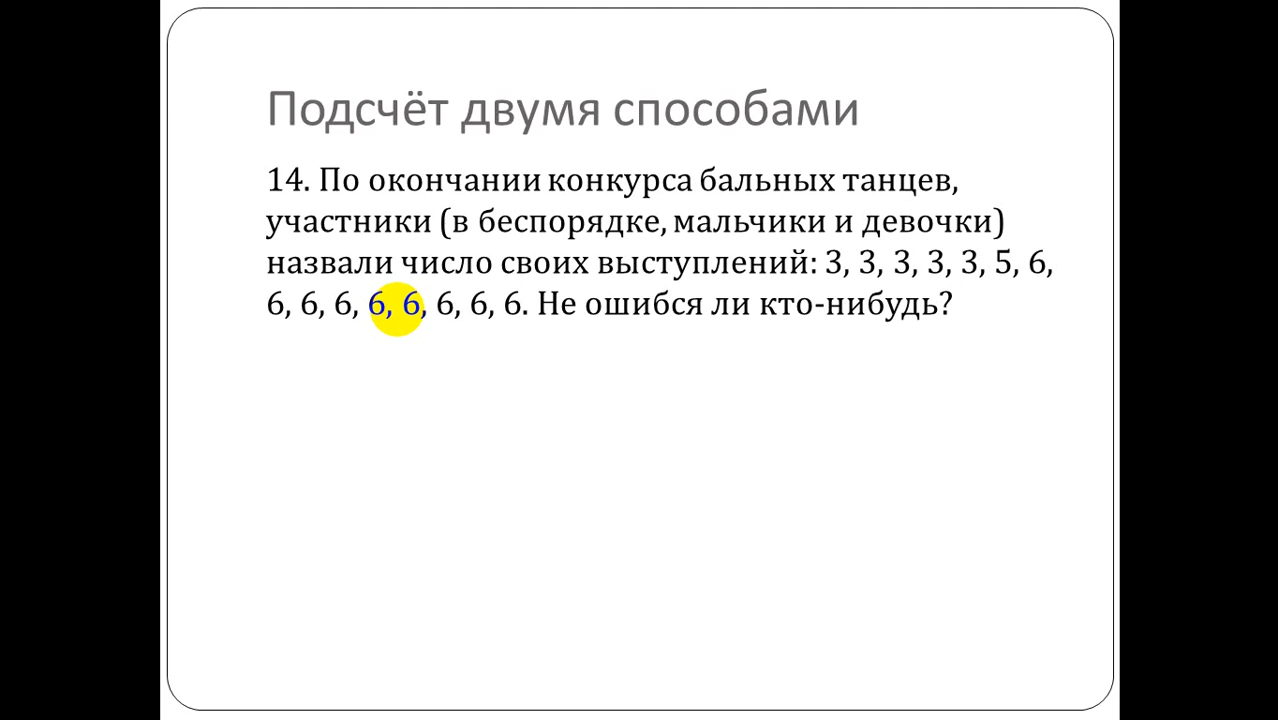 Подсчёт двумя способами
14. По окончании конкурса бальных танцев,
участники (в беспорядке, мальчики и девочки)
назвали число своих выступлений: 3, 3, 3, 3, 3, 5, 6,
6, 6, 6, 6, 6, 6, 6, 6. Не ошибся ли кто-нибудь?